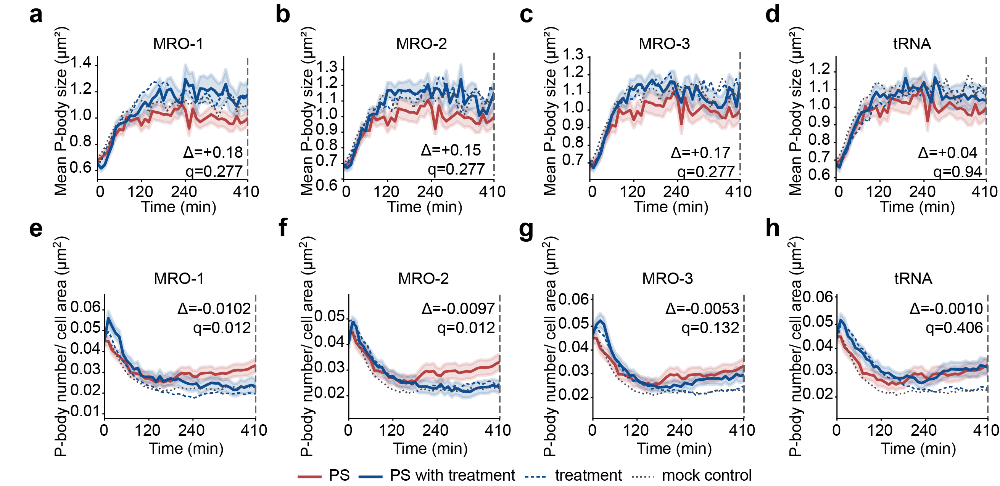 a
b
c
d
MRO-1
MRO-2
MRO-3
tRNA
Mean P-body size (µm²)
1.4
1.2
1.0
0.8
0.6
Δ=+0.18
q=0.277
0
120
240
410
Time (min)
Mean P-body size (µm²)
1.3
1.2
1.1
1.0
0.9
0.8
0.7
0.6
Δ=+0.15
q=0.277
0
120
240
410
Time (min)
Mean P-body size (µm²)
1.3
1.2
1.1
1.0
0.9
0.8
0.7
Δ=+0.17
q=0.277
0
120
240
410
Time (min)
Mean P-body size (µm²)
1.2
1.1
1.0
0.9
0.8
0.7
0.6
Δ=+0.04
q=0.94
0
120
240
410
Time (min)
e
f
g
h
MRO-1
MRO-2
MRO-3
tRNA
P-body number/ cell area (µm²)
0.06
0.05
0.04
0.03
0.02
0.01
Δ=-0.0102
q=0.012
0
120
240
410
Time (min)
P-body number/ cell area (µm²)
0.05
0.04
0.03
0.02
Δ=-0.0097
q=0.012
0
120
240
410
Time (min)
P-body number/ cell area (µm²)
0.06
0.05
0.04
0.03
0.02
Δ=-0.0053
q=0.132
0
120
240
410
Time (min)
P-body number/ cell area (µm²)
0.06
0.05
0.04
0.03
0.02
Δ=-0.0010
q=0.406
0
120
240
410
Time (min)
PS
PS with treatment
treatment
mock control